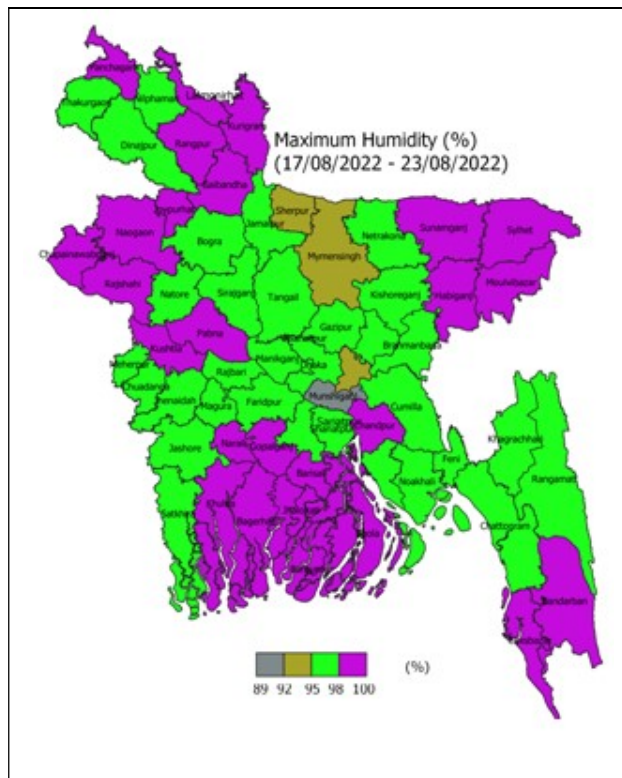 Panchagarh
Thakurgaon
Nilphamari
Lalmonirhat
Dinajpur
Rangpur
Kurigram
Maximum Humidity (%)
(17/08/2022 - 23/08/2022)
Gaibandha
Joypurhat
Naogaon
Sherpur
Jamalpur
Bogra
Mymensingh
Netrakona
Sunamganj
Sylhet
Chapainawabganj
Rajshahi
Natore
Sirajganj
Tangail
Kishoreganj
Habiganj
Moulvibazar
Pabna
Kushtia
Gazipur
Brahmanbaria
Meherpur
Rajbari
Manikganj
Dhaka
Chuadanga
Jhenaidah
Magura
Faridpur
Munshiganj
Cumilla
Chandpur
Jashore
Narail
Gopalganj
Feni
Noakhali
Khagrachhari
Rangamati
Satkhira
Khulna
Bagerhat
Barisal
Bhola
Chattogram
Bandarban
(%)
89 92 95 98 100